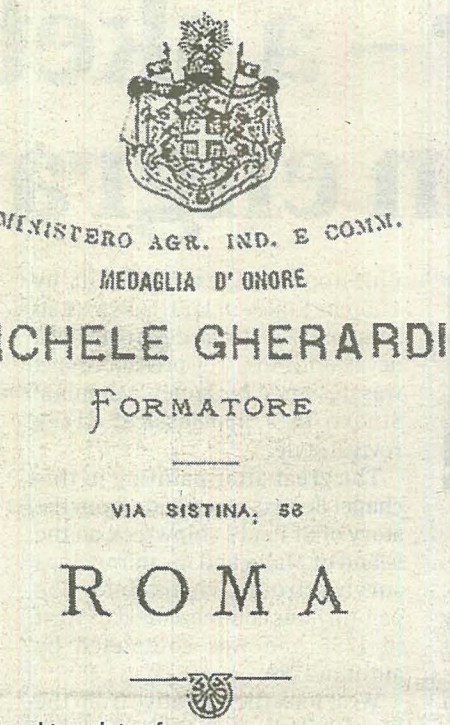 MINISTERO AGR. IND. E COMM.
MEDAGLIA D' ONORE
ICHELE GHERARDI
FORMATORE
VIA SISTINA, 56
ROMA